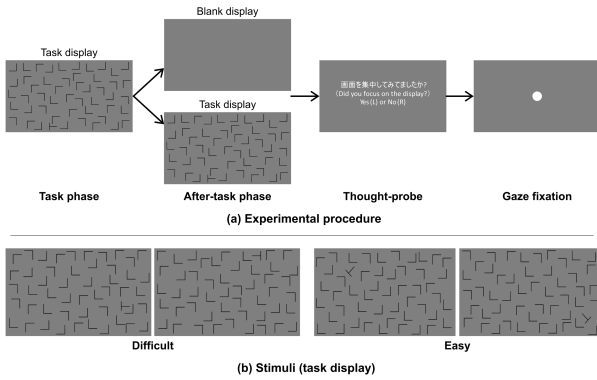 Blank display
Task display
Task display
画面を集中してみてましたか?
(Did you focus on the display?)
Yes (L) or No (R)
Task phase
After-task phase
Thought-probe
Gaze fixation
(a) Experimental procedure
Difficult
Easy
(b) Stimuli (task display)